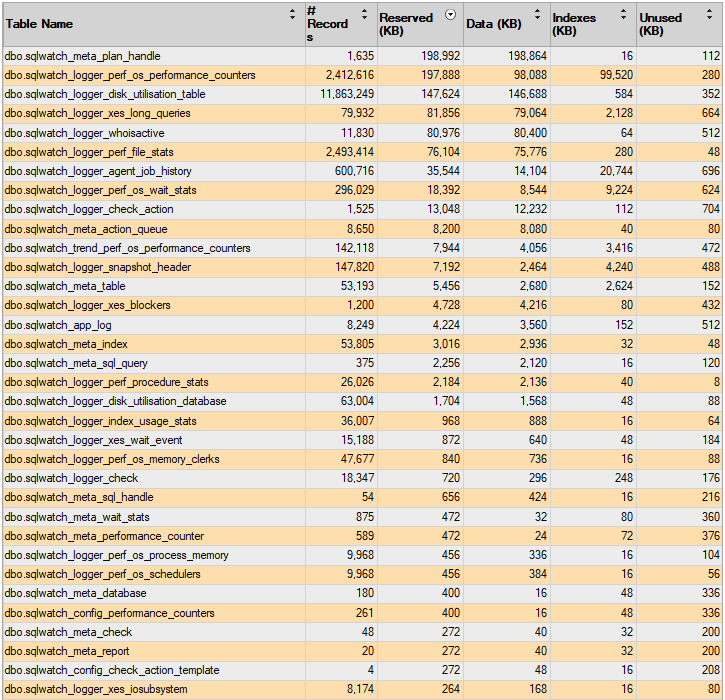 Table Name # Records Reserved (KB) Data (KB) Indexes (KB) Unused (KB)
dbo.sqlwatch_meta_plan_handle 1,635 198,992 198,864 16 112
dbo.sqlwatch_logger_perf_os_performance_counters 2,412,616 197,888 98,088 99,520 280
dbo.sqlwatch_logger_disk_utilisation_table 11,863,249 147,624 146,688 584 352
dbo.sqlwatch_logger_xes_long_queries 79,932 81,856 79,064 2,128 664
dbo.sqlwatch_logger_whoisactive 11,830 80,976 80,400 64 512
dbo.sqlwatch_logger_perf_file_stats 2,493,414 76,104 75,776 280 48
dbo.sqlwatch_logger_agent_job_history 600,716 35,544 14,104 20,744 696
dbo.sqlwatch_logger_perf_os_wait_stats 296,029 18,392 8,544 9,224 624
dbo.sqlwatch_logger_check_action 1,525 13,048 12,232 112 704
dbo.sqlwatch_meta_action_queue 8,650 8,200 8,080 40 80
dbo.sqlwatch_trend_perf_os_performance_counters 142,118 7,944 4,056 3,416 472
dbo.sqlwatch_logger_snapshot_header 147,820 7,192 2,464 4,240 488
dbo.sqlwatch_meta_table 53,193 5,456 2,680 2,624 152
dbo.sqlwatch_logger_xes_blockers 1,200 4,728 4,216 80 432
dbo.sqlwatch_app_log 8,249 4,224 3,560 152 512
dbo.sqlwatch_meta_index 53,805 3,016 2,936 32 48
dbo.sqlwatch_meta_sql_query 375 2,256 2,120 16 120
dbo.sqlwatch_logger_perf_procedure_stats 26,026 2,184 2,136 40 8
dbo.sqlwatch_logger_disk_utilisation_database 63,004 1,704 1,568 48 88
dbo.sqlwatch_logger_index_usage_stats 36,007 968 888 16 64
dbo.sqlwatch_logger_xes_wait_event 15,188 872 640 48 184
dbo.sqlwatch_logger_perf_os_memory_clerks 47,677 840 736 16 88
dbo.sqlwatch_logger_check 18,347 720 296 248 176
dbo.sqlwatch_meta_sql_handle 54 656 424 16 216
dbo.sqlwatch_meta_wait_stats 875 472 32 80 360
dbo.sqlwatch_meta_performance_counter 589 472 24 72 376
dbo.sqlwatch_logger_perf_os_process_memory 9,968 456 336 16 104
dbo.sqlwatch_logger_perf_os_schedulers 9,968 456 384 16 56
dbo.sqlwatch_meta_database 180 400 16 48 336
dbo.sqlwatch_config_performance_counters 261 400 16 48 336
dbo.sqlwatch_meta_check 48 272 40 32 200
dbo.sqlwatch_meta_report 20 272 40 32 200
dbo.sqlwatch_config_check_action_template 4 272 48 16 208
dbo.sqlwatch_logger_xes_iosubsystem 8,174 264 168 16 80